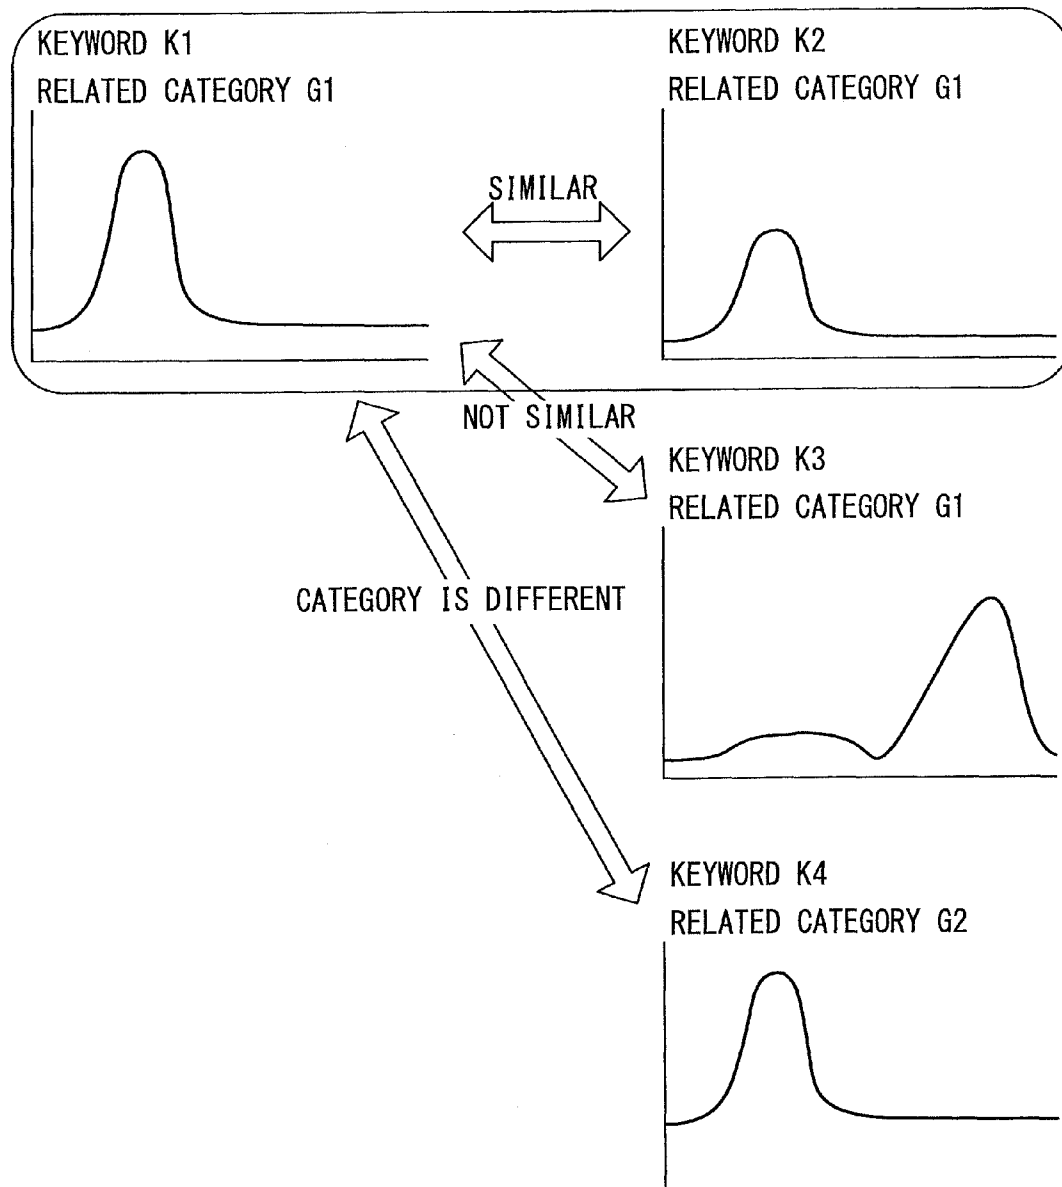 KEYWORD K1
RELATED CATEGORY G1
KEYWORD K2
RELATED CATEGORY G1
SIMILAR
NOT SIMILAR
KEYWORD K3
RELATED CATEGORY G1
CATEGORY IS DIFFERENT
KEYWORD K4
RELATED CATEGORY G2